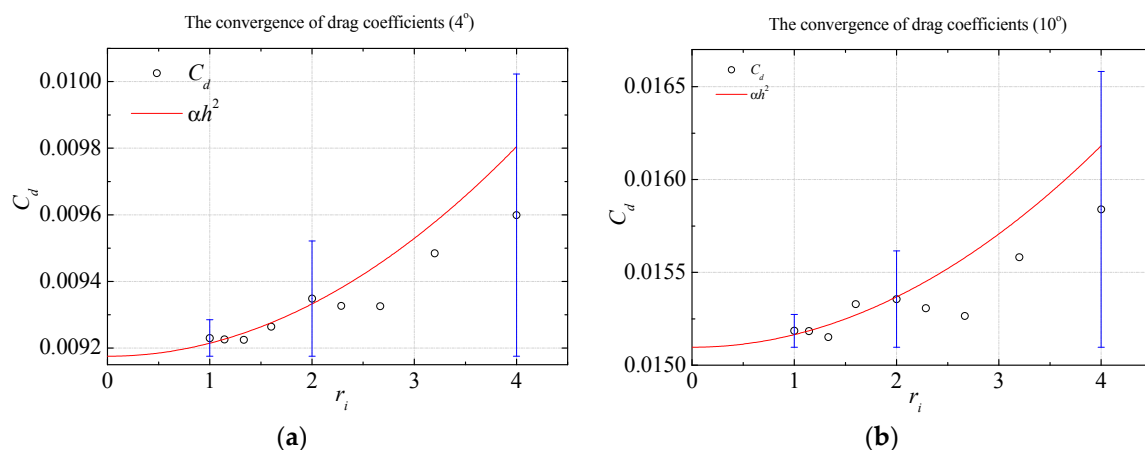 The convergence of drag coefficients (4°)
0.0100
0.0098
0.0096
0.0094
0.0092
C_d
C_d
αh²
0 1 2 3 4
r_i
(a)
The convergence of drag coefficients (10°)
0.0165
0.0160
0.0155
0.0150
C_d
C_d
αh²
0 1 2 3 4
r_i
(b)